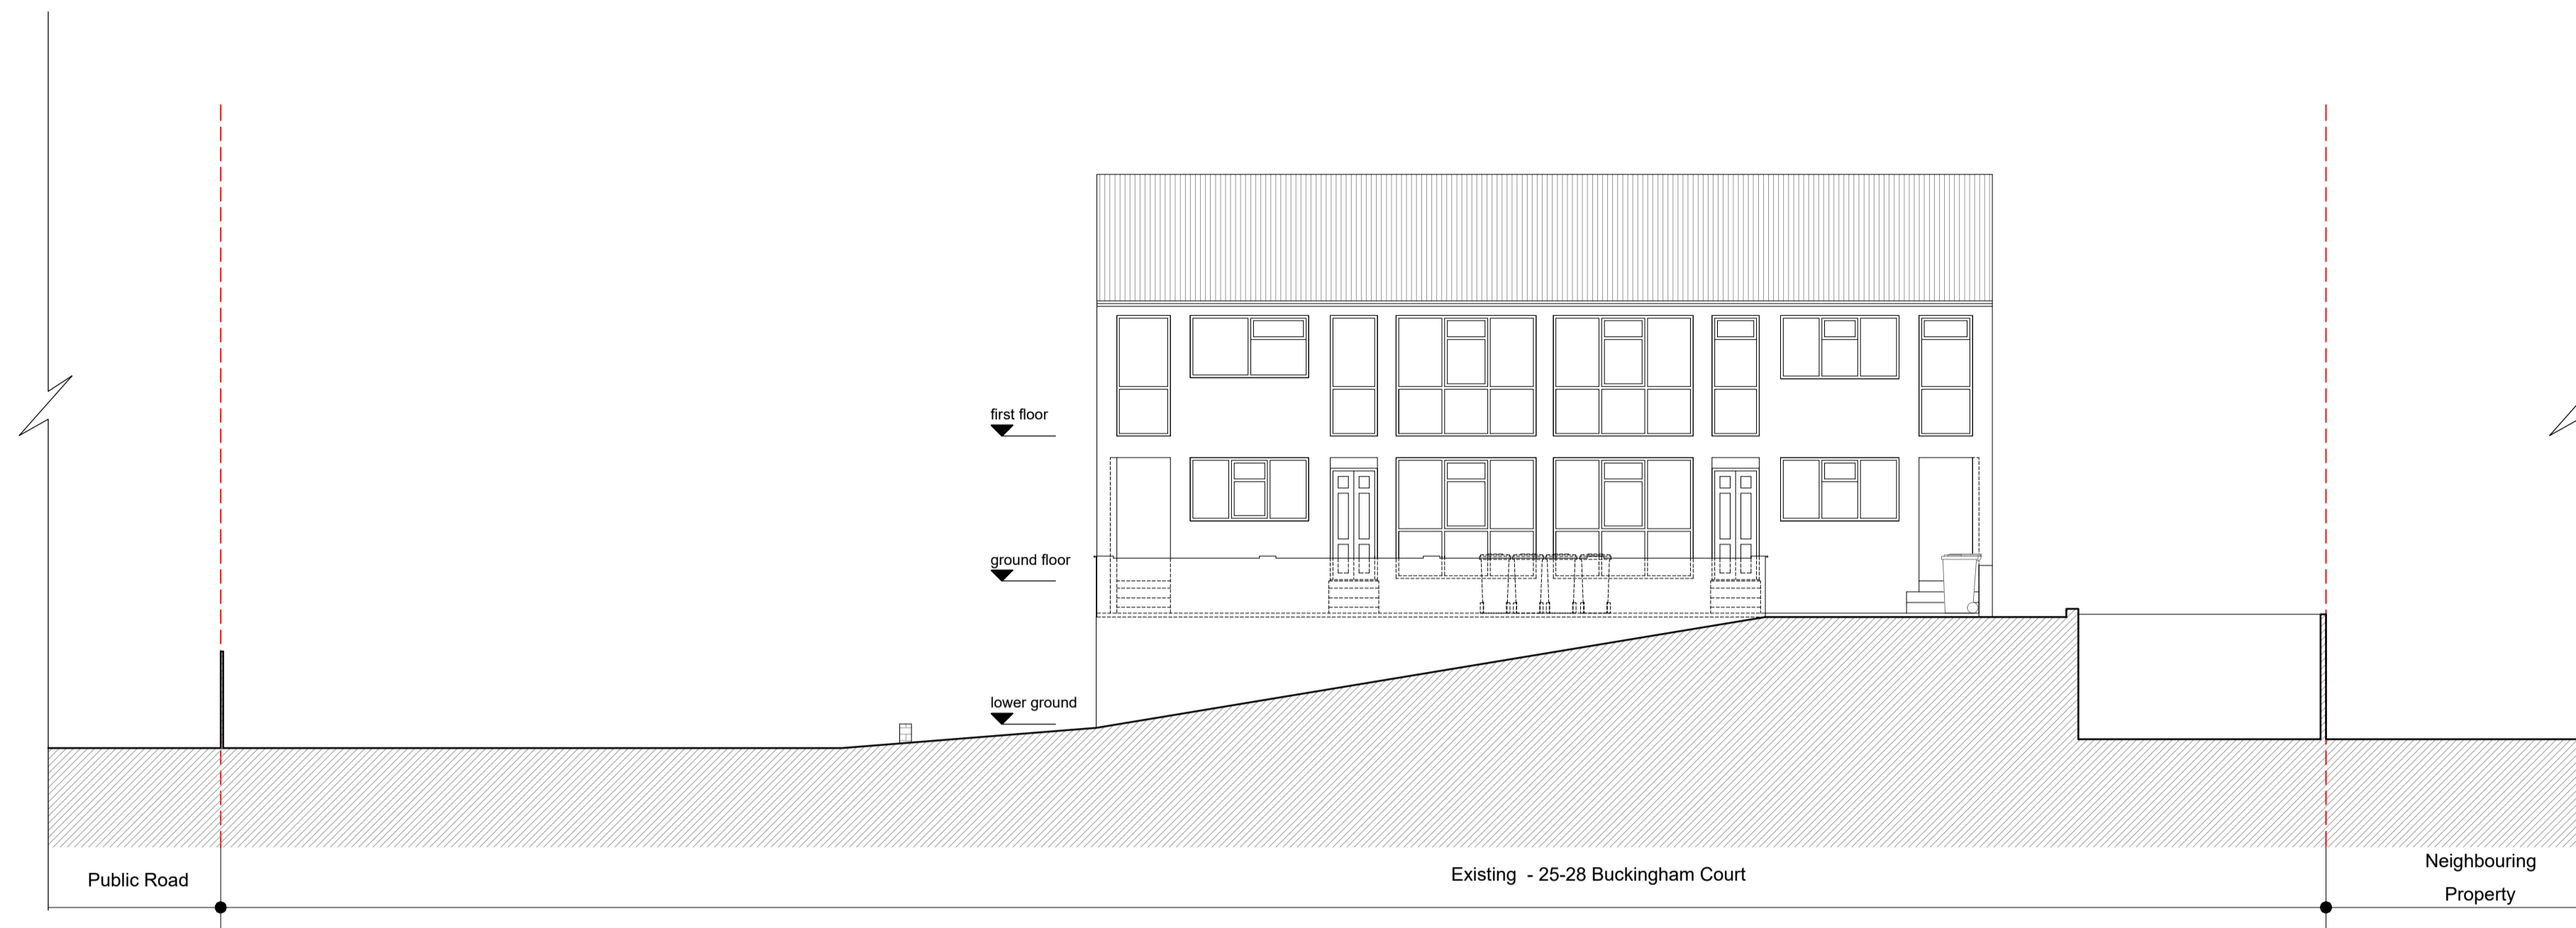 first floor
ground floor
lower ground
Public Road
Existing - 25-28 Buckingham Court
Neighbouring
Property